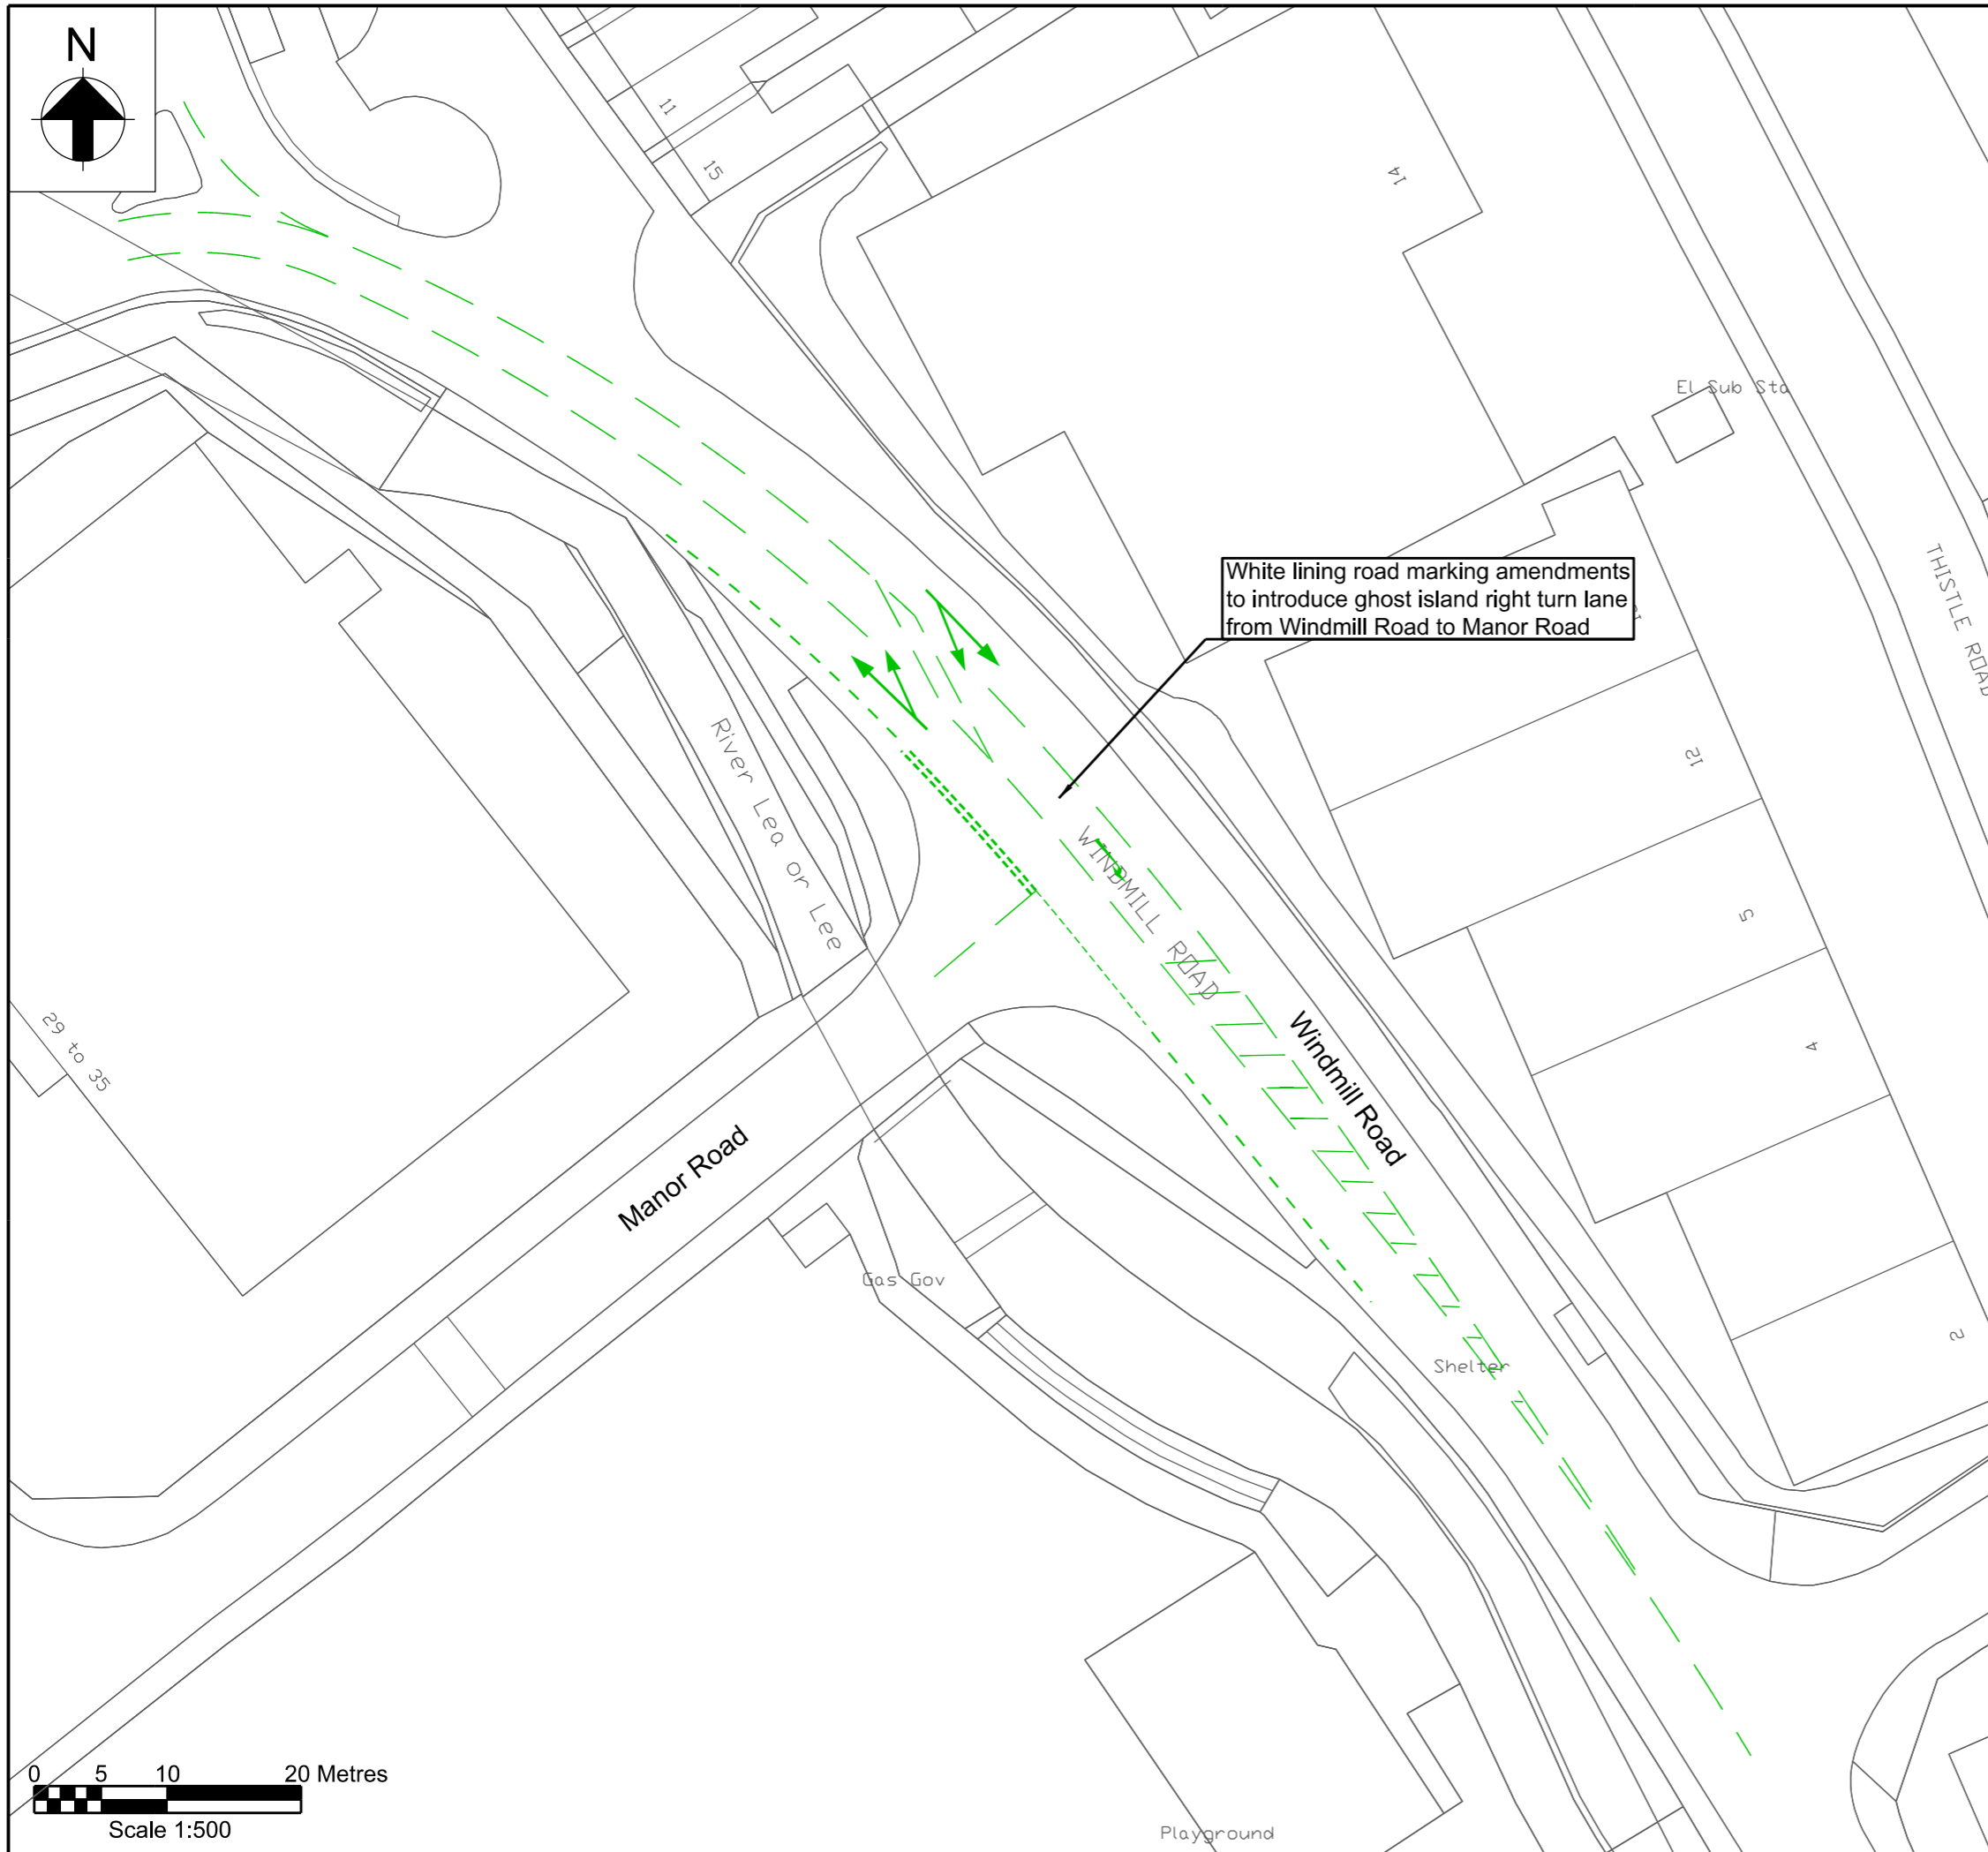 N
11
15
14
El Sub Sta
THISTLE ROAD
White lining road marking amendments
to introduce ghost island right turn lane
from Windmill Road to Manor Road
12
River Lea or Lee
WINDMILL ROAD
5
Windmill Road
29 to 35
4
Manor Road
Gas Gov
2
Shelter
0 5 10 20 Metres
Scale 1:500
Playground